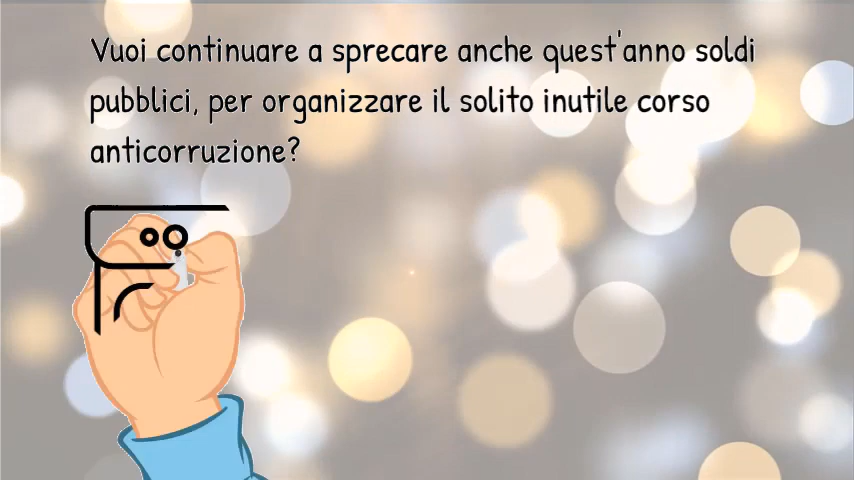 Vuoi continuare a sprecare anche quest'anno soldi
pubblici, per organizzare il solito inutile corso
anticorruzione?